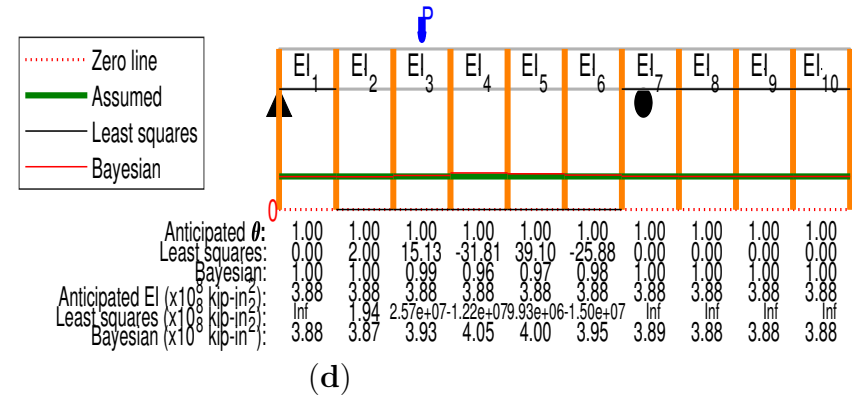 P
Zero line
Assumed
Least squares
Bayesian
EI1 EI2 EI3 EI4 EI5 EI6 EI7 EI8 EI9 EI10
0
Anticipated θ: 1.00 1.00 1.00 1.00 1.00 1.00 1.00 1.00 1.00 1.00
Least squares: 0.00 2.00 15.13 -31.81 39.10 -25.88 0.00 0.00 0.00 0.00
Bayesian: 1.00 1.00 0.99 0.96 0.97 0.98 1.00 1.00 1.00 1.00
Anticipated EI (x10^8 kip-in^2): 3.88 3.88 3.88 3.88 3.88 3.88 3.88 3.88 3.88 3.88
Least squares (x10^8 kip-in^2): Inf 1.94 2.57e+07 -1.22e+07 9.93e+06 -1.50e+07 Inf Inf Inf Inf
Bayesian (x10^8 kip-in^2): 3.88 3.87 3.93 4.05 4.00 3.95 3.89 3.88 3.88 3.88
(d)